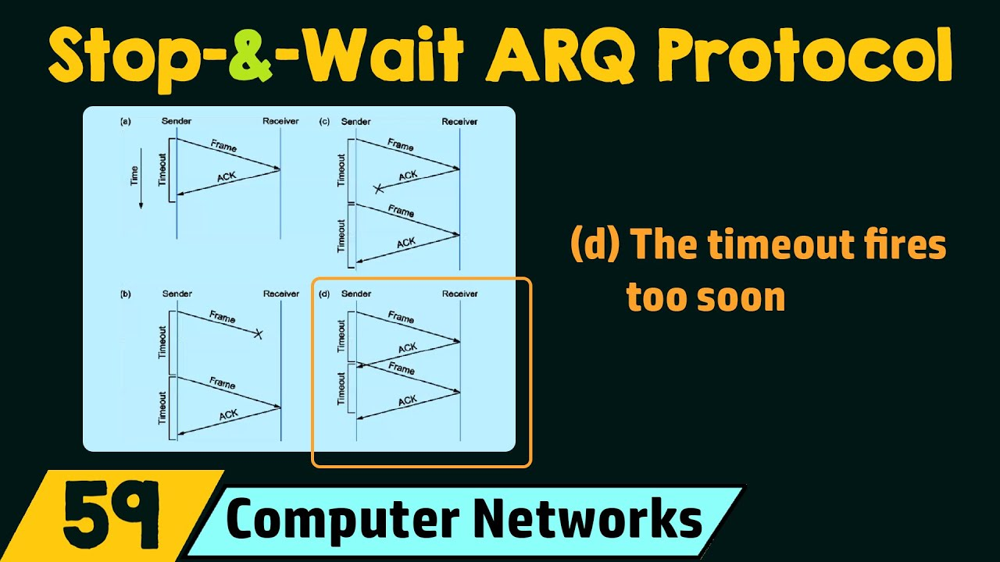 Stop-&-Wait ARQ Protocol
(a) Sender Receiver
Time
Timeout
Frame
ACK
(c) Sender Receiver
Timeout
Frame
ACK
Timeout
Frame
ACK
(b) Sender Receiver
Timeout
Frame
Timeout
Frame
ACK
(d) Sender Receiver
Timeout
Frame
ACK
Timeout
Frame
ACK
(d) The timeout fires
too soon
59
Computer Networks